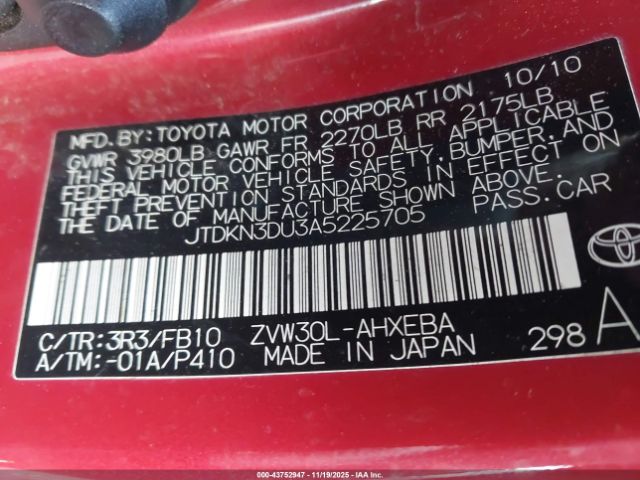 MFD. BY: TOYOTA MOTOR CORPORATION 10/10
GVWR 3980LB GAWR FR 2270LB RR 2175LB
THIS VEHICLE CONFORMS TO ALL APPLICABLE
FEDERAL MOTOR VEHICLE SAFETY, BUMPER, AND
THEFT PREVENTION STANDARDS IN EFFECT ON
THE DATE OF MANUFACTURE SHOWN ABOVE.
JTDKN3DU3A5225705 PASS. CAR
C/TR: 3R3/FB10 ZVW30L-AHXEBA
A/TM: -01A/P410 MADE IN JAPAN 298 A
TOYOTA
000-43752947 - 11/19/2025 - IAAI.COM